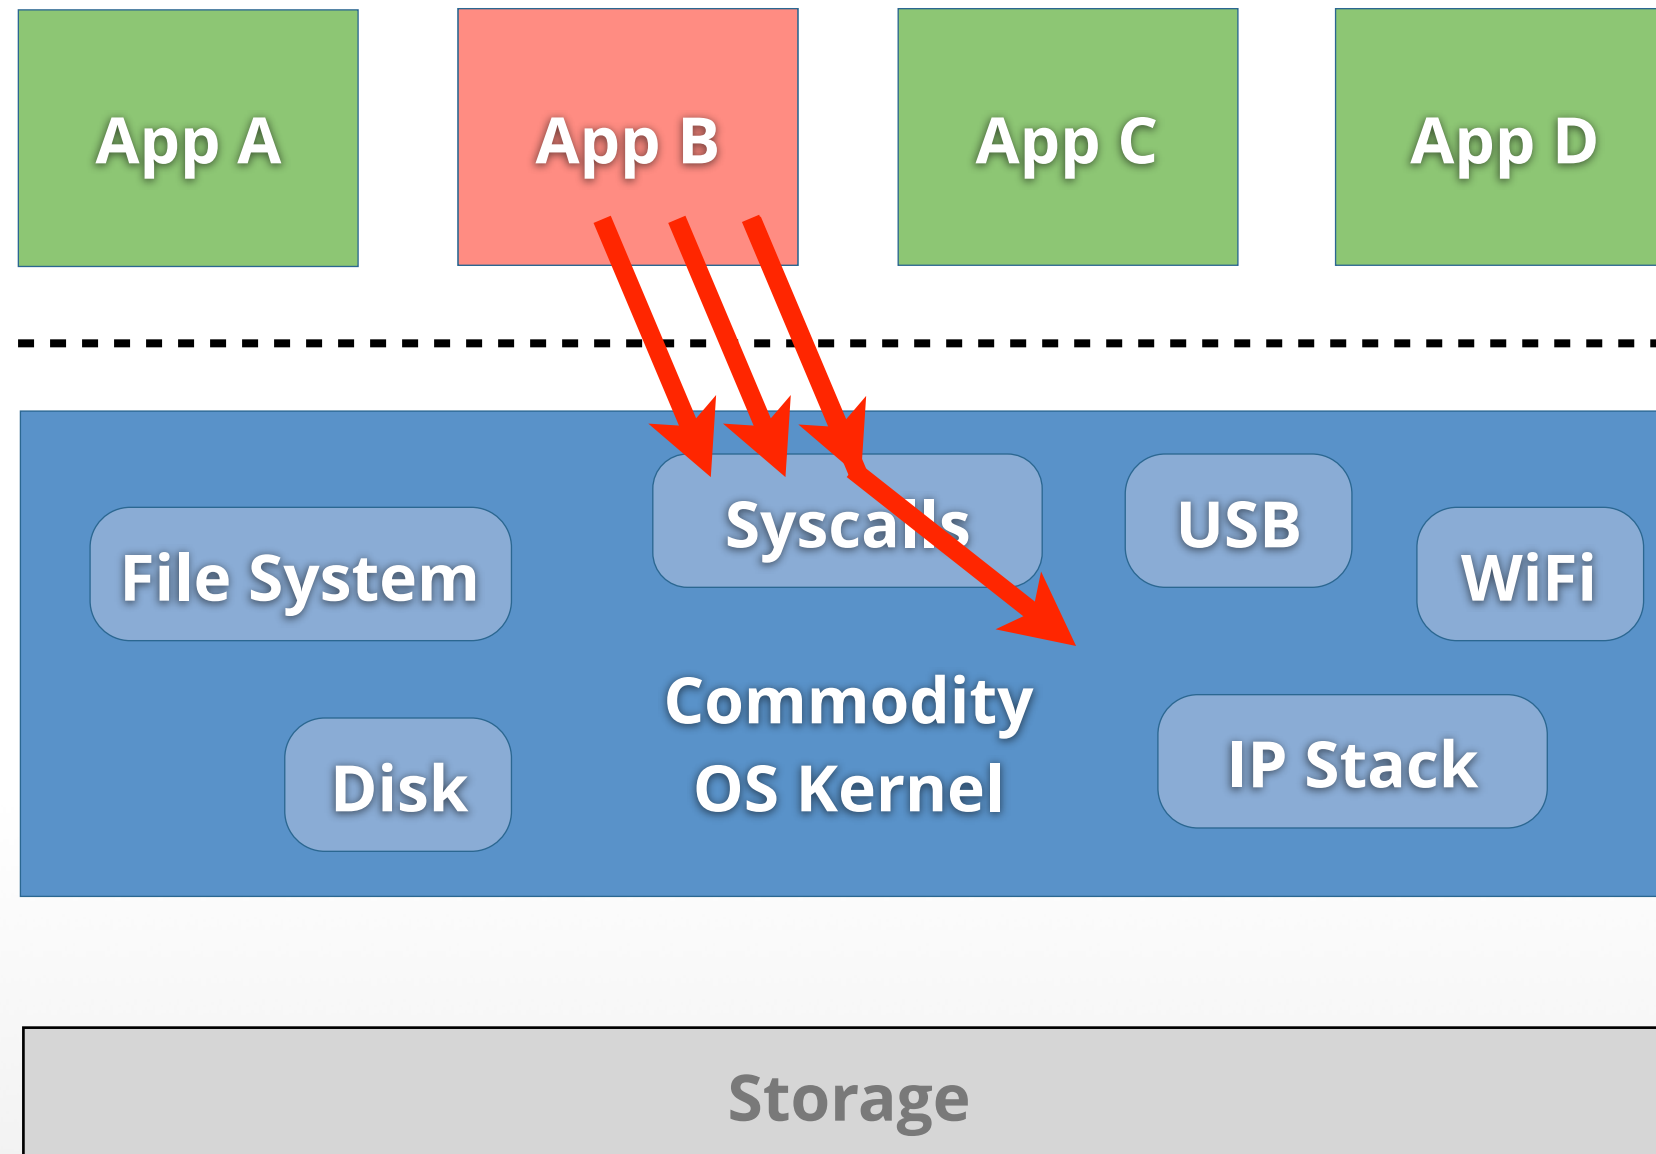 App A
App B
App C
App D
Syscalls
USB
File System
WiFi
Commodity
OS Kernel
IP Stack
Disk
Storage